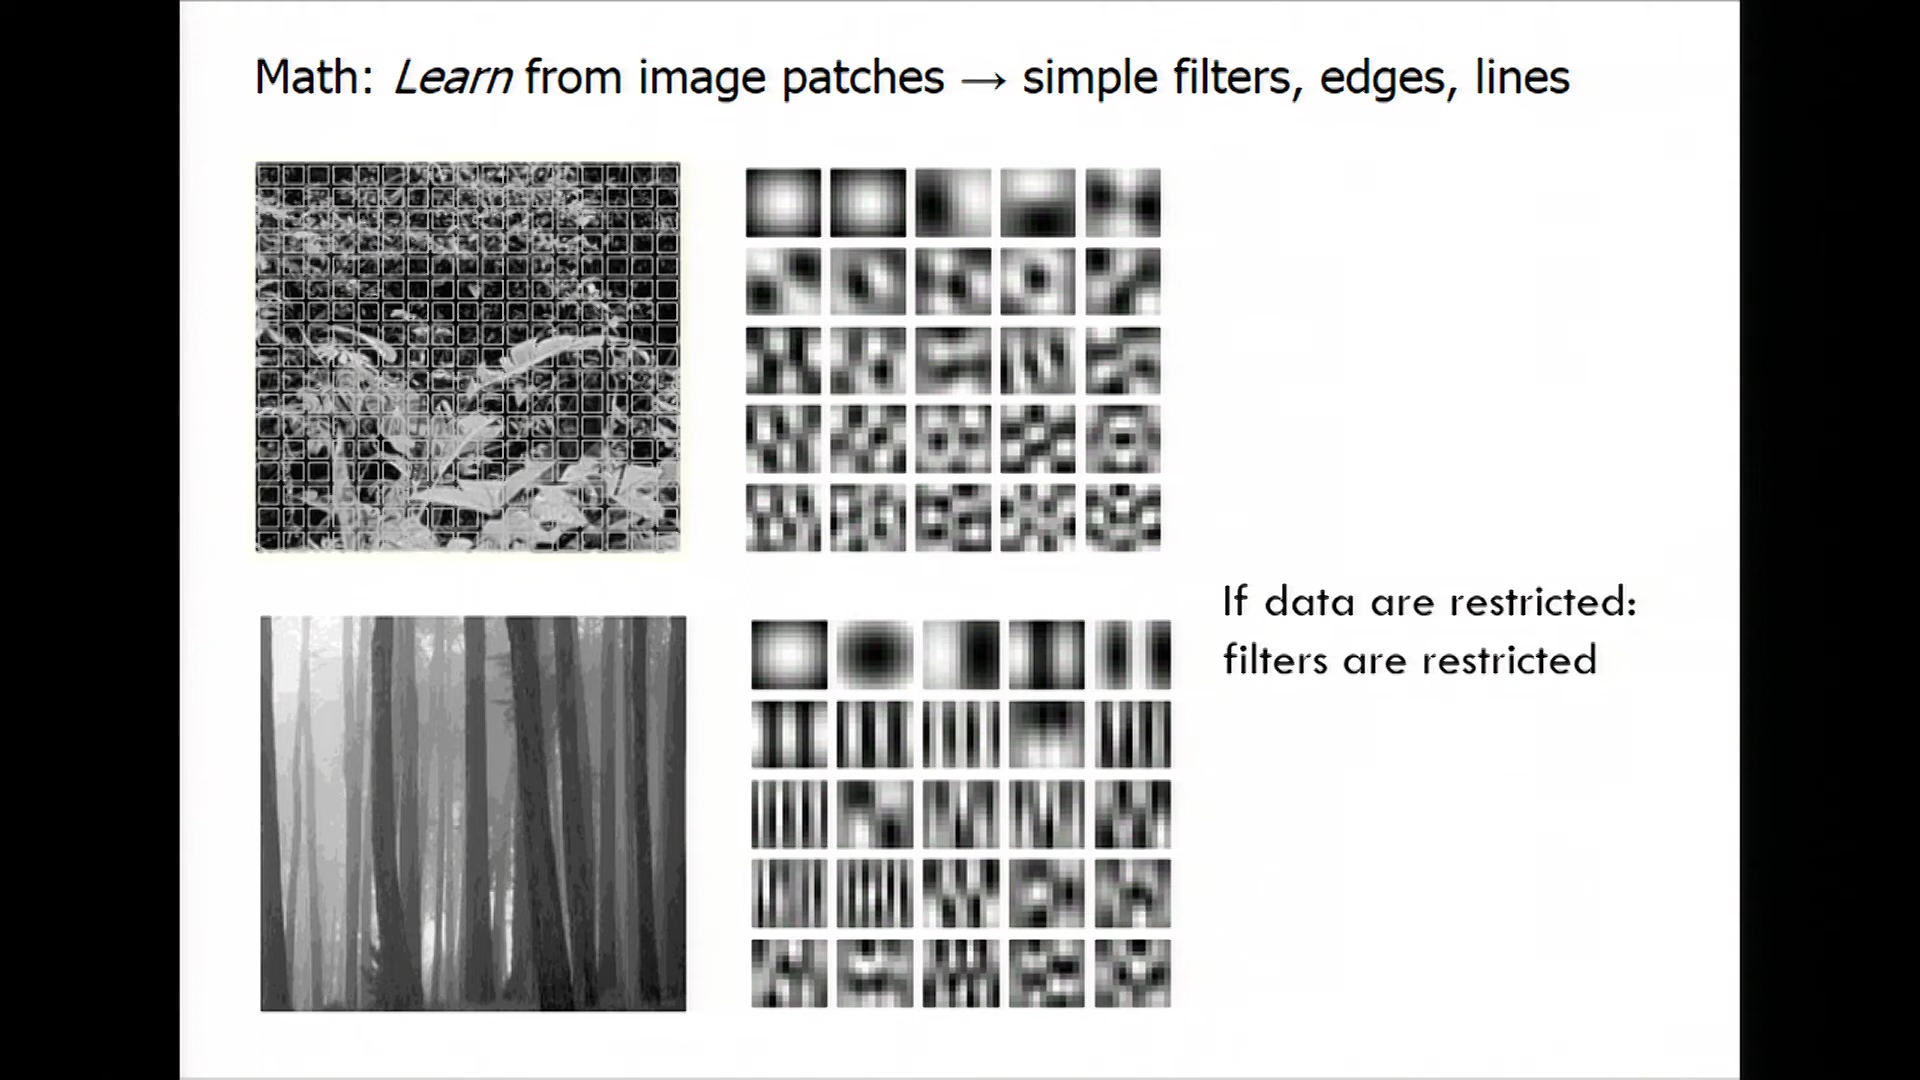 Math: Learn from image patches → simple filters, edges, lines
If data are restricted:
filters are restricted